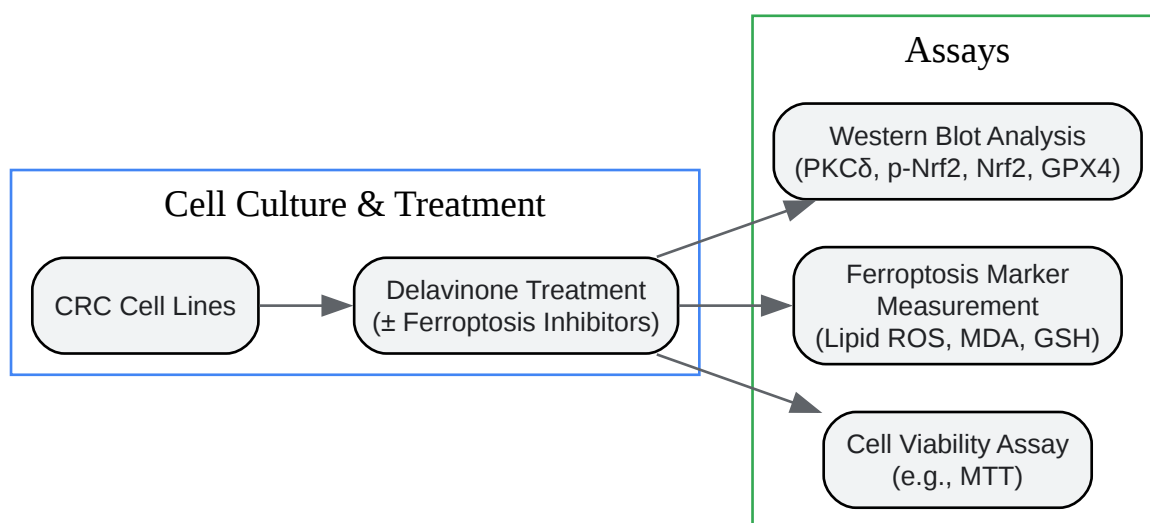 Assays
Western Blot Analysis
(PKCδ, p-Nrf2, Nrf2, GPX4)
Cell Culture & Treatment
CRC Cell Lines
Delavinone Treatment
(± Ferroptosis Inhibitors)
Ferroptosis Marker
Measurement
(Lipid ROS, MDA, GSH)
Cell Viability Assay
(e.g., MTT)